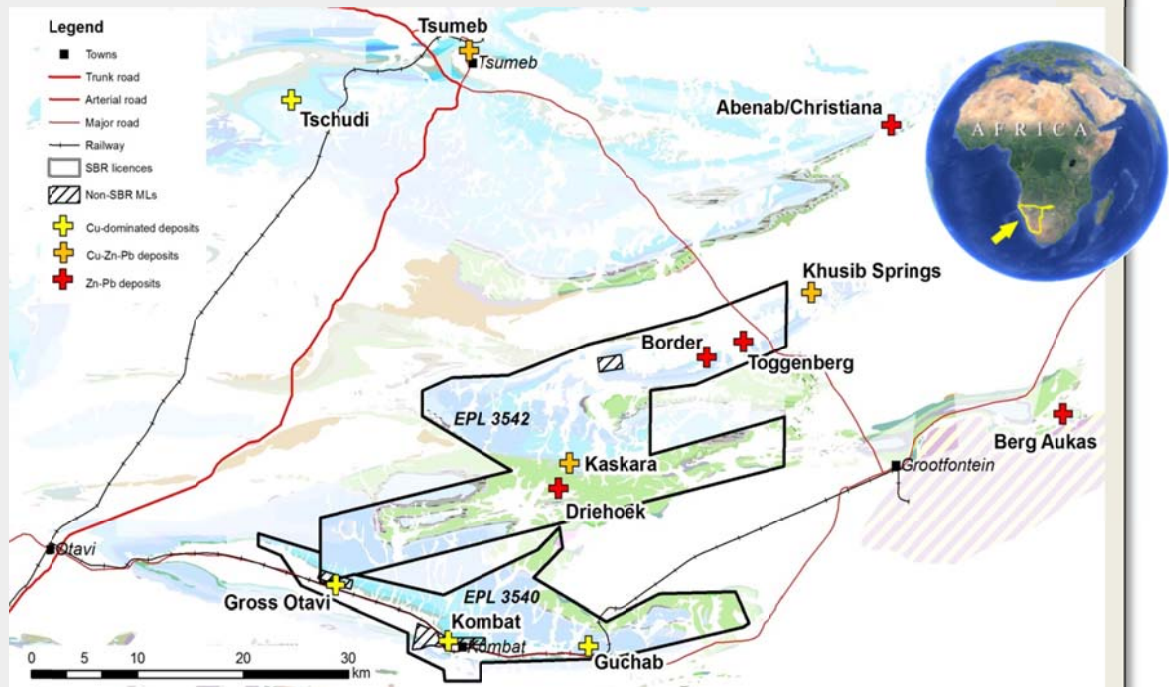 Legend
Towns
Trunk road
Arterial road
Major road
Railway
SBR licences
Non-SBR MLs
Cu-dominated deposits
Cu-Zn-Pb deposits
Zn-Pb deposits
Tsumeb
Tsumeb
Tschudi
Abenab/Christiana
AFRICA
Khusib Springs
Border
Toggenberg
EPL 3542
Berg Aukas
Kaskara
Grootfontein
Driehoek
Otavi
Gross Otavi
EPL 3540
Kombat
Kombat
Guchab
0 5 10 20 30
km